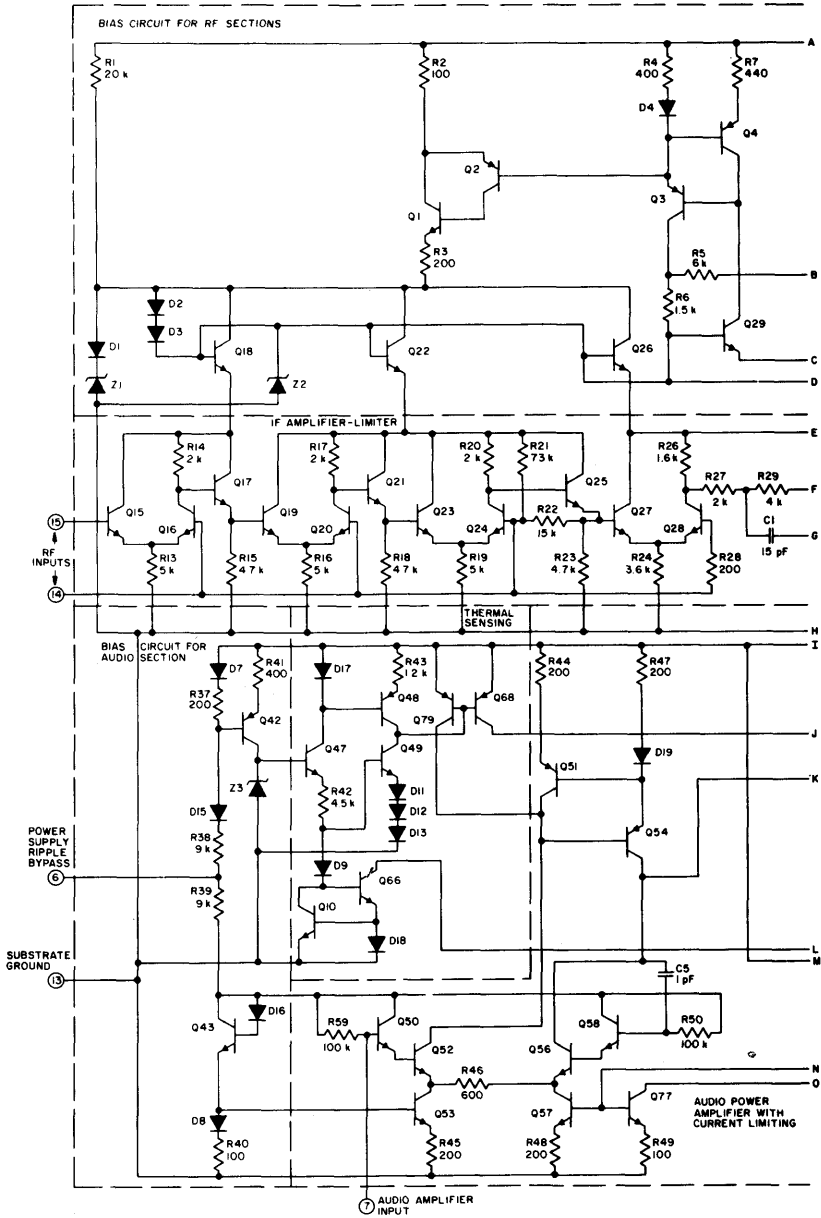 BIAS CIRCUIT FOR RF SECTIONS
A
R1
20 k
R2
100
R4
400
R7
440
D4
Q4
Q2
Q3
Q1
R3
200
R5
6 k
B
R6
1.5 k
D2
D3
D1
Z1
Q18
Z2
Q22
Q26
Q29
C
D
IF AMPLIFIER-LIMITER
E
R14
2 k
R17
2 k
R20
2 k
R21
73 k
R26
1.6 k
Q15
Q16
Q17
Q19
Q20
Q21
Q23
Q24
Q25
R22
15 k
Q27
Q28
R27
2 k
R29
4 k
F
C1
15 pF
G
15
RF
INPUTS
14
R13
5 k
R15
4.7 k
R16
5 k
R18
4.7 k
R19
5 k
R23
4.7 k
R24
3.6 k
R28
200
THERMAL
SENSING
H
BIAS CIRCUIT FOR
AUDIO SECTION
I
D7
R37
200
R41
400
Q42
D17
R43
1.2 k
Q48
Q79
Q68
R44
200
R47
200
J
Q47
Q49
Z3
R42
4.5 k
D11
D12
D13
D19
Q51
K
D15
R38
9 k
POWER
SUPPLY
RIPPLE
BYPASS
6
R39
9 k
D9
Q66
Q10
D18
Q54
L
M
SUBSTRATE
GROUND
13
C5
1 pF
Q43
D16
R59
100 k
Q50
Q52
R46
600
Q58
Q56
R50
100 k
N
O
D8
R40
100
Q53
R45
200
Q57
R48
200
Q77
R49
100
AUDIO POWER
AMPLIFIER WITH
CURRENT LIMITING
7
AUDIO AMPLIFIER
INPUT